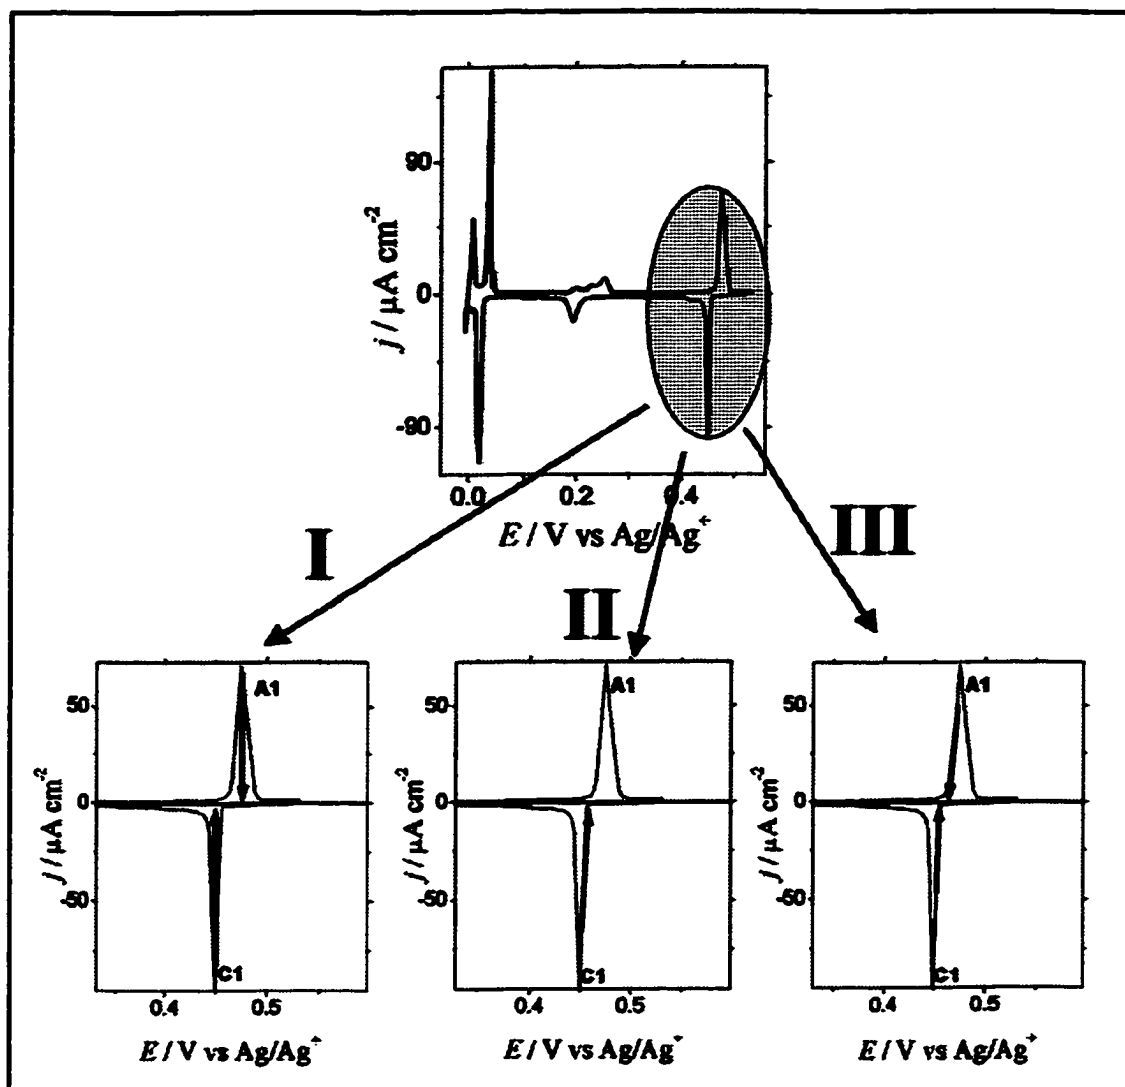 90
0
-90
j / µA cm⁻²
0.0 0.2 0.4
E / V vs Ag/Ag⁺
I
II
III
A1
50
0
-50
j / µA cm⁻²
C1
0.4 0.5
E / V vs Ag/Ag⁺
A1
50
0
-50
j / µA cm⁻²
C1
0.4 0.5
E / V vs Ag/Ag⁺
A1
50
0
-50
j / µA cm⁻²
C1
0.4 0.5
E / V vs Ag/Ag⁺